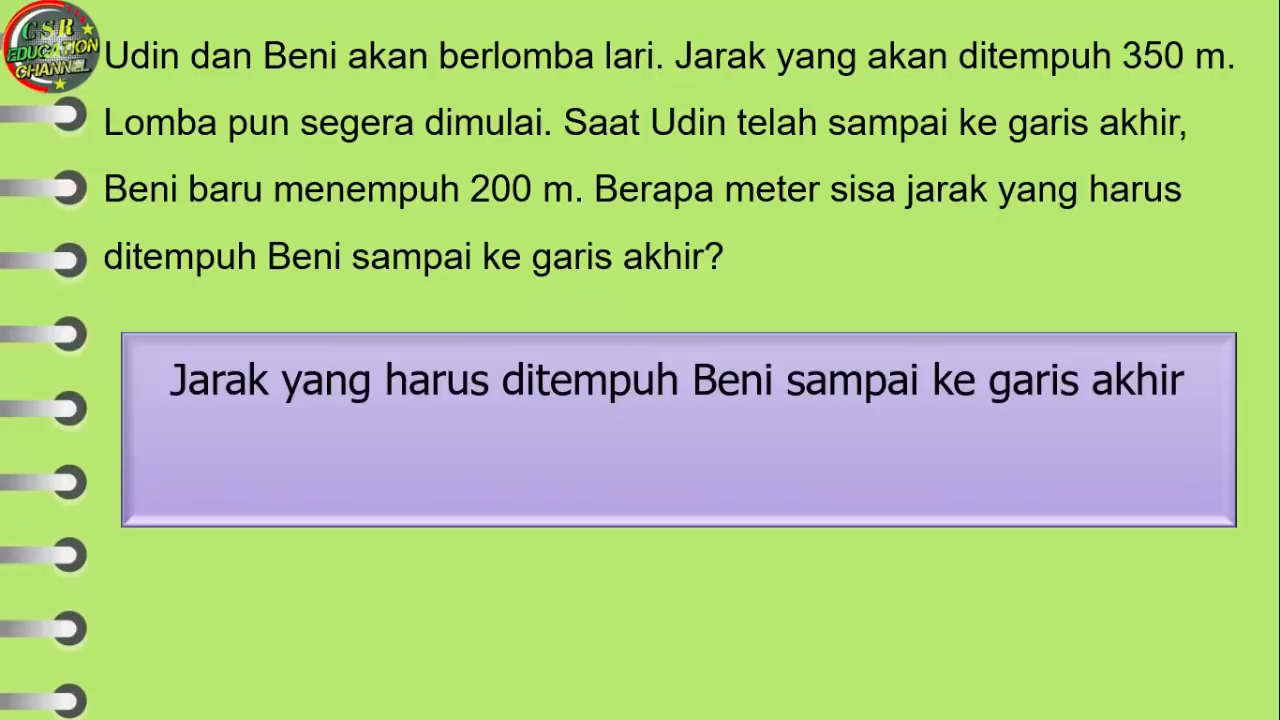 GSR
EDUCATION
CHANNEL
Udin dan Beni akan berlomba lari. Jarak yang akan ditempuh 350 m.
Lomba pun segera dimulai. Saat Udin telah sampai ke garis akhir,
Beni baru menempuh 200 m. Berapa meter sisa jarak yang harus
ditempuh Beni sampai ke garis akhir?
Jarak yang harus ditempuh Beni sampai ke garis akhir